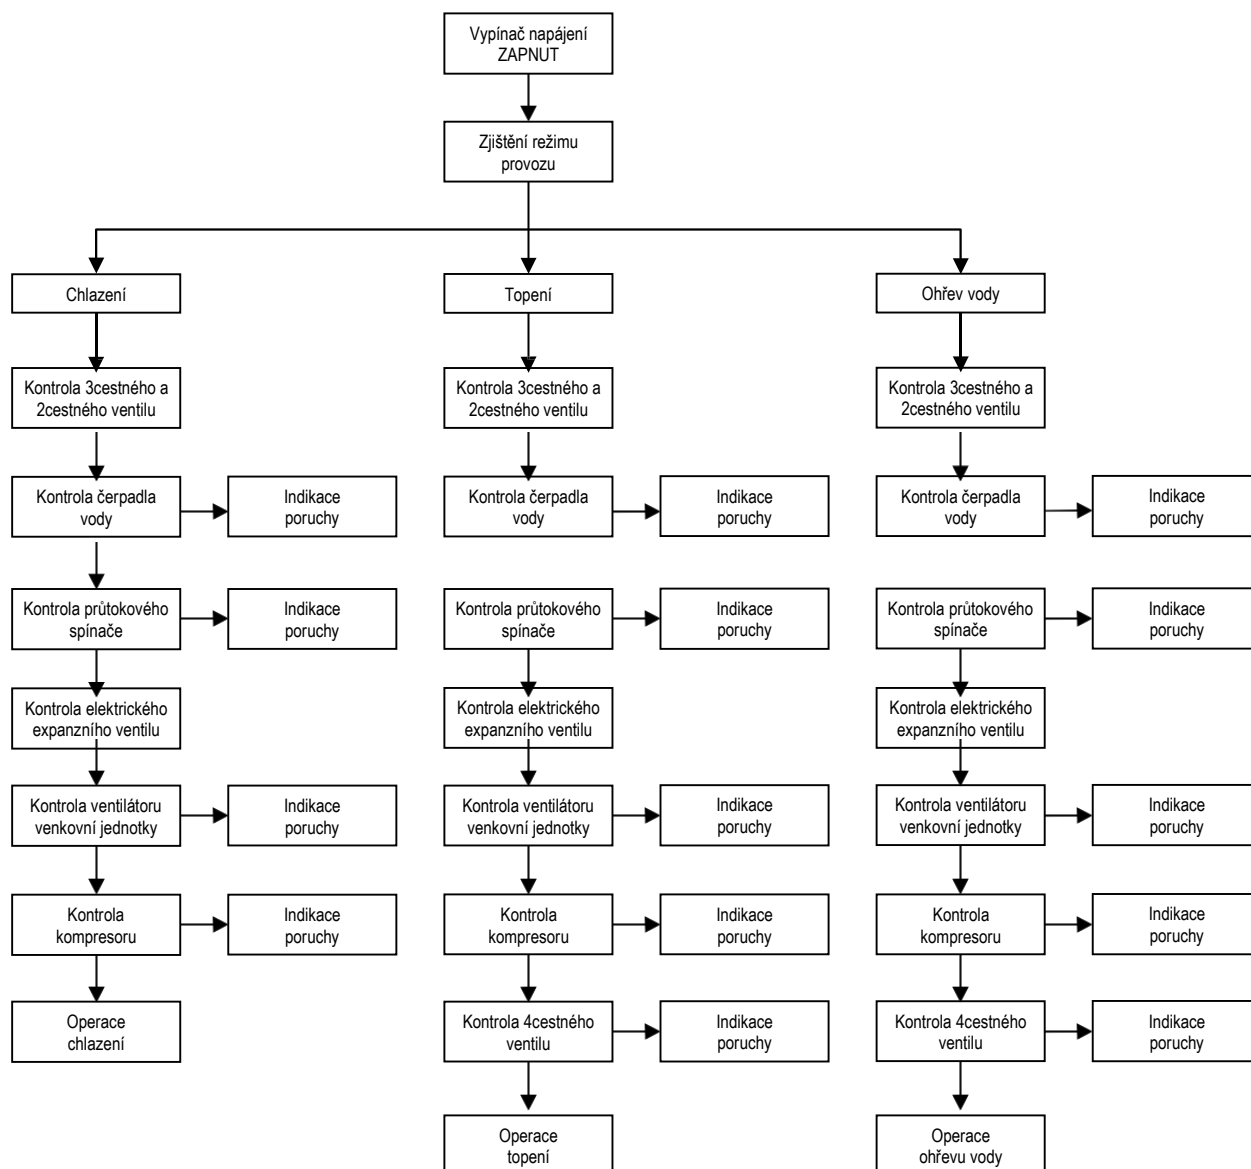 Vypínač napájení
ZAPNUT
Zjištění režimu
provozu
Chlazení
Topení
Ohřev vody
Kontrola 3cestného a
2cestného ventilu
Kontrola 3cestného a
2cestného ventilu
Kontrola 3cestného a
2cestného ventilu
Kontrola čerpadla
vody
Indikace
poruchy
Kontrola čerpadla
vody
Indikace
poruchy
Kontrola čerpadla
vody
Indikace
poruchy
Kontrola průtokového
spínače
Indikace
poruchy
Kontrola průtokového
spínače
Indikace
poruchy
Kontrola průtokového
spínače
Indikace
poruchy
Kontrola elektrického
expanzního ventilu
Kontrola elektrického
expanzního ventilu
Kontrola elektrického
expanzního ventilu
Kontrola ventilátoru
venkovní jednotky
Indikace
poruchy
Kontrola ventilátoru
venkovní jednotky
Indikace
poruchy
Kontrola ventilátoru
venkovní jednotky
Indikace
poruchy
Kontrola
kompresoru
Indikace
poruchy
Kontrola
kompresoru
Indikace
poruchy
Kontrola
kompresoru
Indikace
poruchy
Operace
chlazení
Kontrola 4cestného
ventilu
Indikace
poruchy
Kontrola 4cestného
ventilu
Indikace
poruchy
Operace
topení
Operace
ohřevu vody